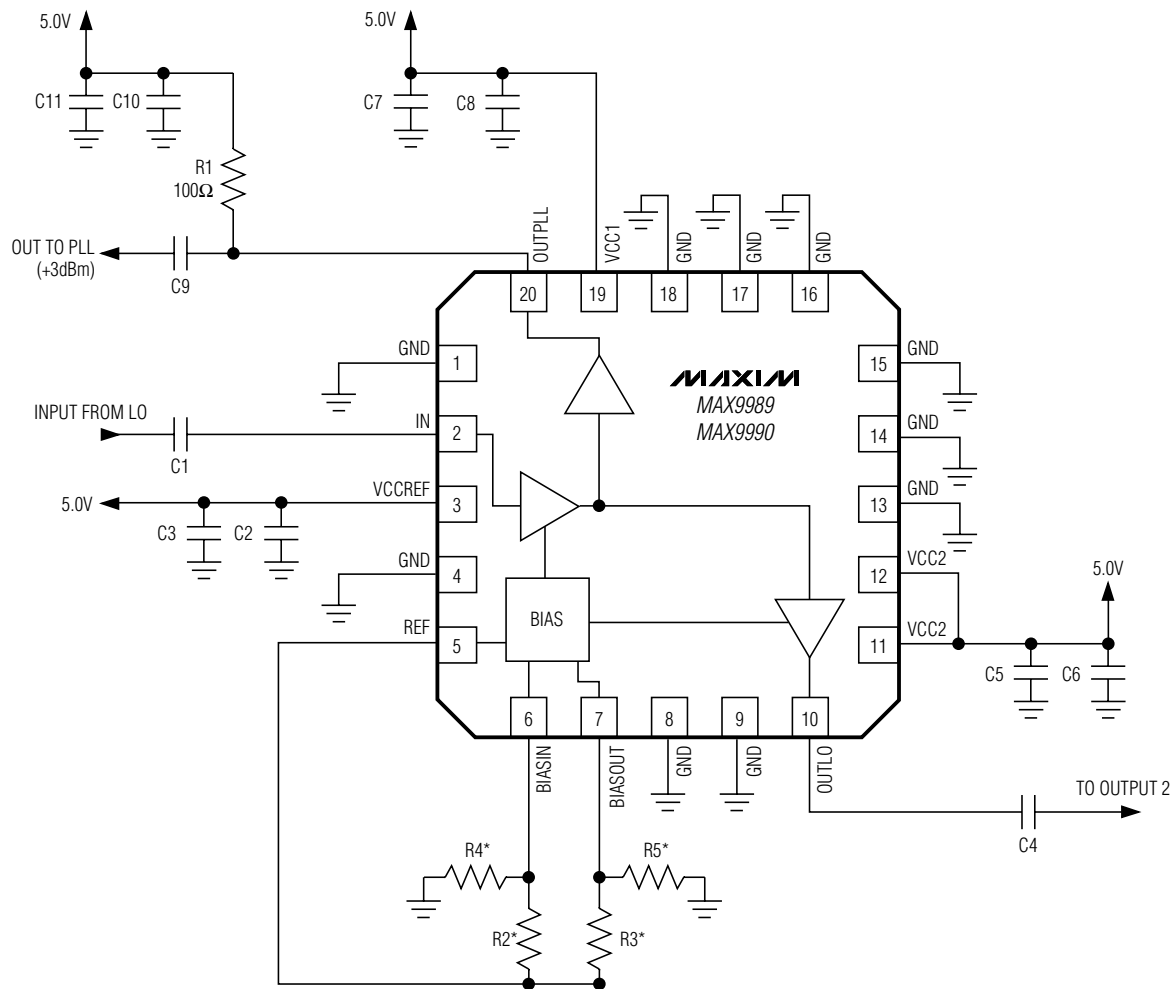 5.0V
5.0V
C11
C10
C7
C8
R1
100Ω
OUT TO PLL
(+3dBm)
C9
OUTPLL
VCC1
GND
GND
GND
20
19
18
17
16
GND
1
15
GND
MAXIM
MAX9989
MAX9990
INPUT FROM LO
C1
IN
2
14
GND
5.0V
C3
C2
VCCREF
3
13
GND
GND
4
12
VCC2
5.0V
BIAS
REF
5
11
VCC2
C5
C6
6
7
8
9
10
BIASIN
BIASOUT
GND
GND
OUTLO
TO OUTPUT 2
C4
R4*
R5*
R2*
R3*